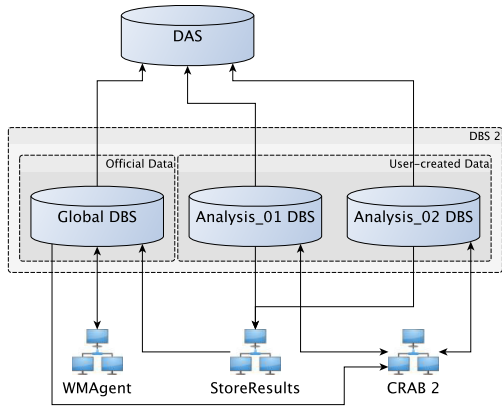 DAS
DBS 2
Official Data
User-created Data
Global DBS
Analysis_01 DBS
Analysis_02 DBS
WMAgent
StoreResults
CRAB 2